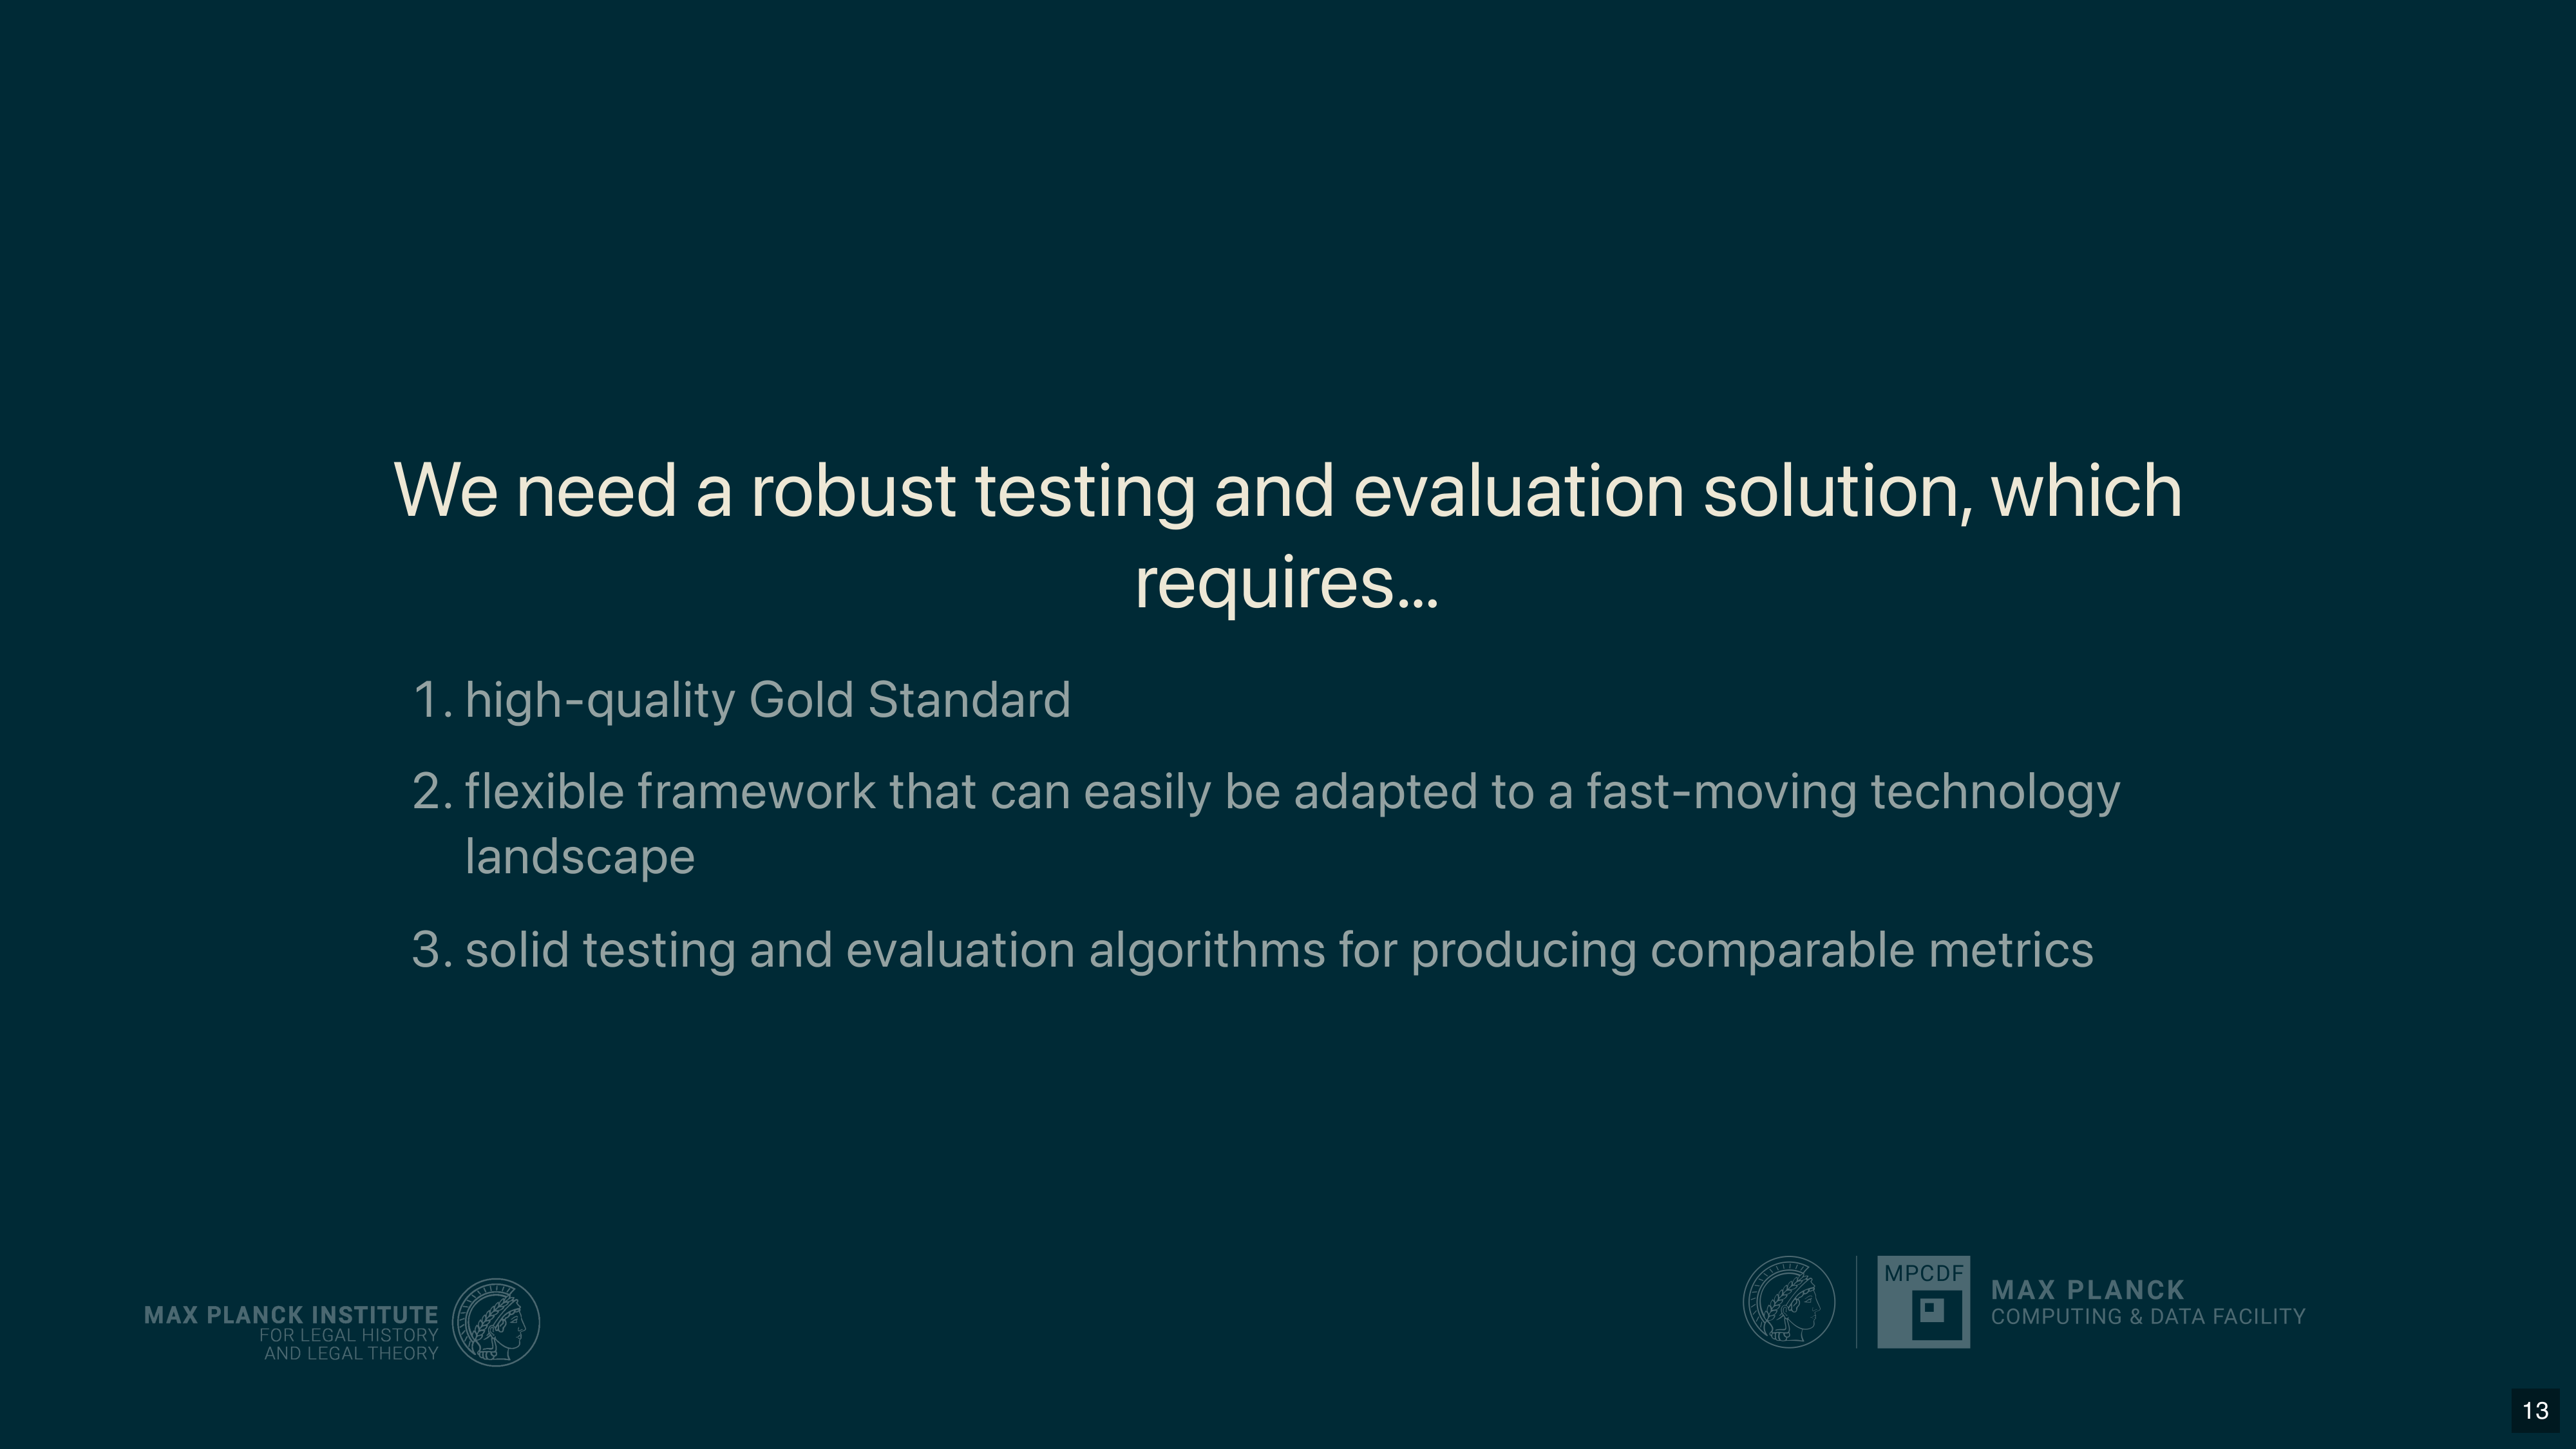 We need a robust testing and evaluation solution, which
requires…
1. high-quality Gold Standard
2. flexible framework that can easily be adapted to a fast-moving technology
landscape
3. solid testing and evaluation algorithms for producing comparable metrics
MAX PLANCK INSTITUTE
FOR LEGAL HISTORY
AND LEGAL THEORY
MPCDF
MAX PLANCK
COMPUTING & DATA FACILITY
13